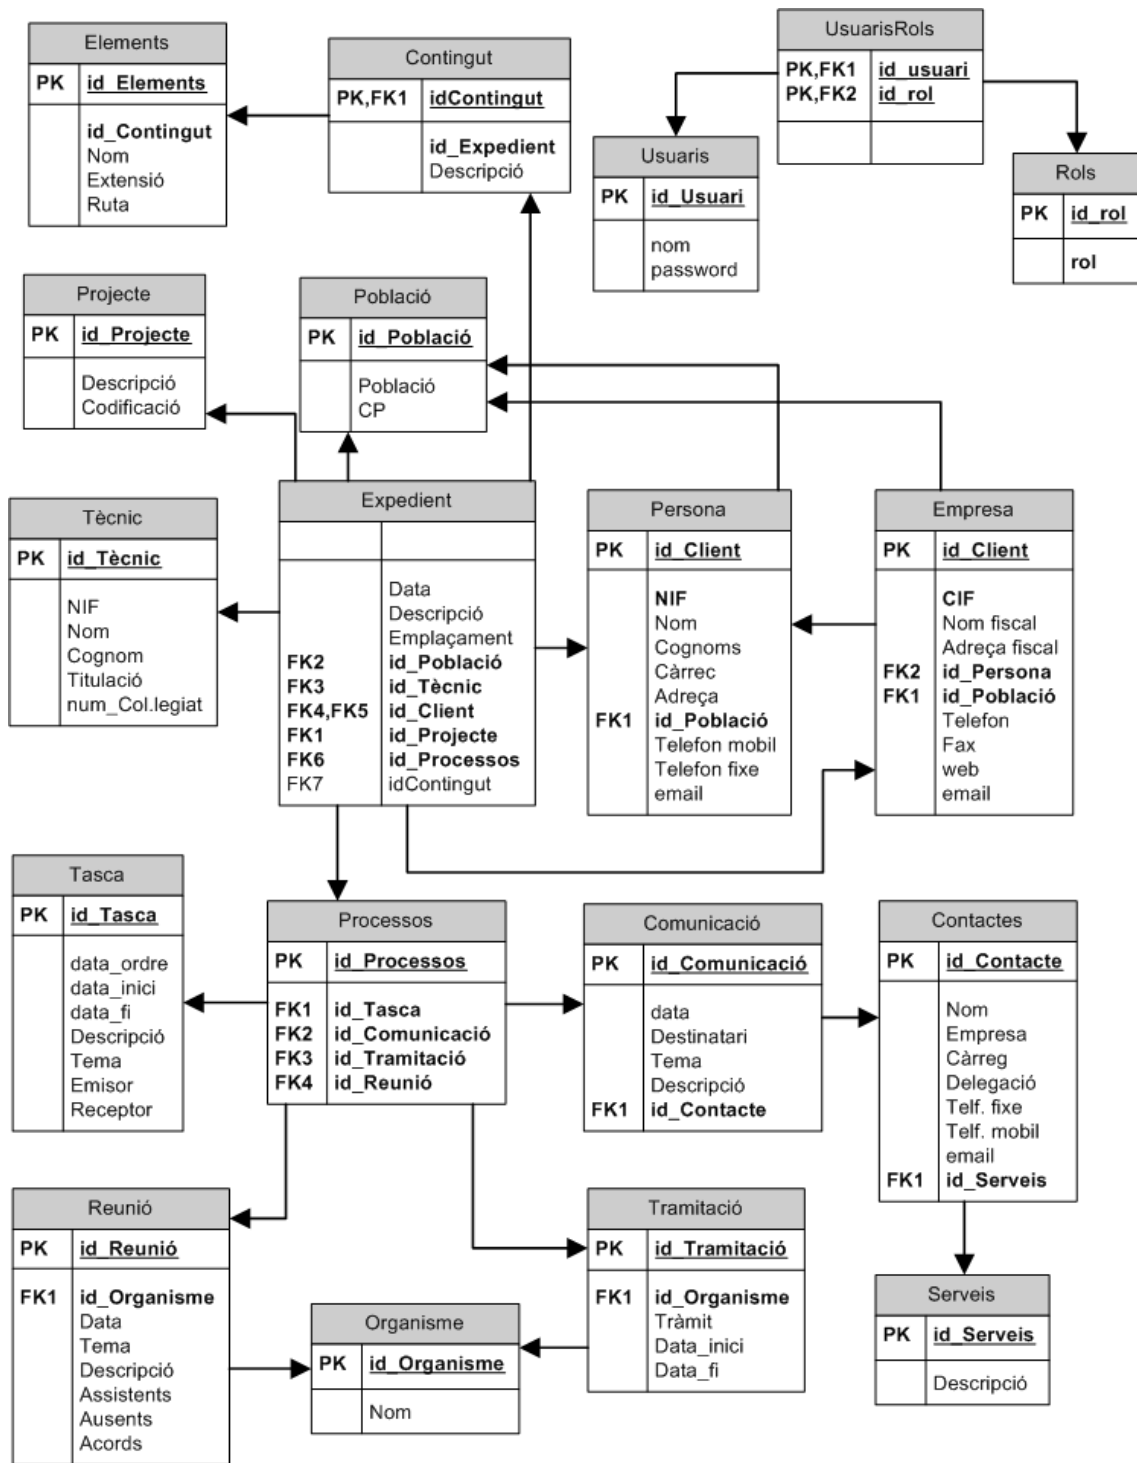 Elements
PK id_Elements
id_Contingut
Nom
Extensió
Ruta
Contingut
PK,FK1 idContingut
id_Expedient
Descripció
UsuarisRols
PK,FK1 id_usuari
PK,FK2 id_rol
Usuaris
PK id_Usuari
nom
password
Rols
PK id_rol
rol
Projecte
PK id_Projecte
Descripció
Codificació
Població
PK id_Població
Població
CP
Tècnic
PK id_Tècnic
NIF
Nom
Cognom
Titulació
num_Col.legiat
Expedient
Data
Descripció
Emplaçament
FK2 id_Població
FK3 id_Tècnic
FK4,FK5 id_Client
FK1 id_Projecte
FK6 id_Processos
FK7 idContingut
Persona
PK id_Client
NIF
Nom
Cognoms
Càrrec
Adreça
FK1 id_Població
Telefon mobil
Telefon fixe
email
Empresa
PK id_Client
CIF
Nom fiscal
Adreça fiscal
FK2 id_Persona
FK1 id_Població
Telefon
Fax
web
email
Tasca
PK id_Tasca
data_ordre
data_inici
data_fi
Descripció
Tema
Emisor
Receptor
Processos
PK id_Processos
FK1 id_Tasca
FK2 id_Comunicació
FK3 id_Tramitació
FK4 id_Reunió
Comunicació
PK id_Comunicació
data
Destinatari
Tema
Descripció
FK1 id_Contacte
Contactes
PK id_Contacte
Nom
Empresa
Càrreg
Delegació
Telf. fixe
Telf. mobil
email
FK1 id_Serveis
Reunió
PK id_Reunió
FK1 id_Organisme
Data
Tema
Descripció
Assistents
Ausents
Acords
Organisme
PK id_Organisme
Nom
Tramitació
PK id_Tramitació
FK1 id_Organisme
Tràmit
Data_inici
Data_fi
Serveis
PK id_Serveis
Descripció